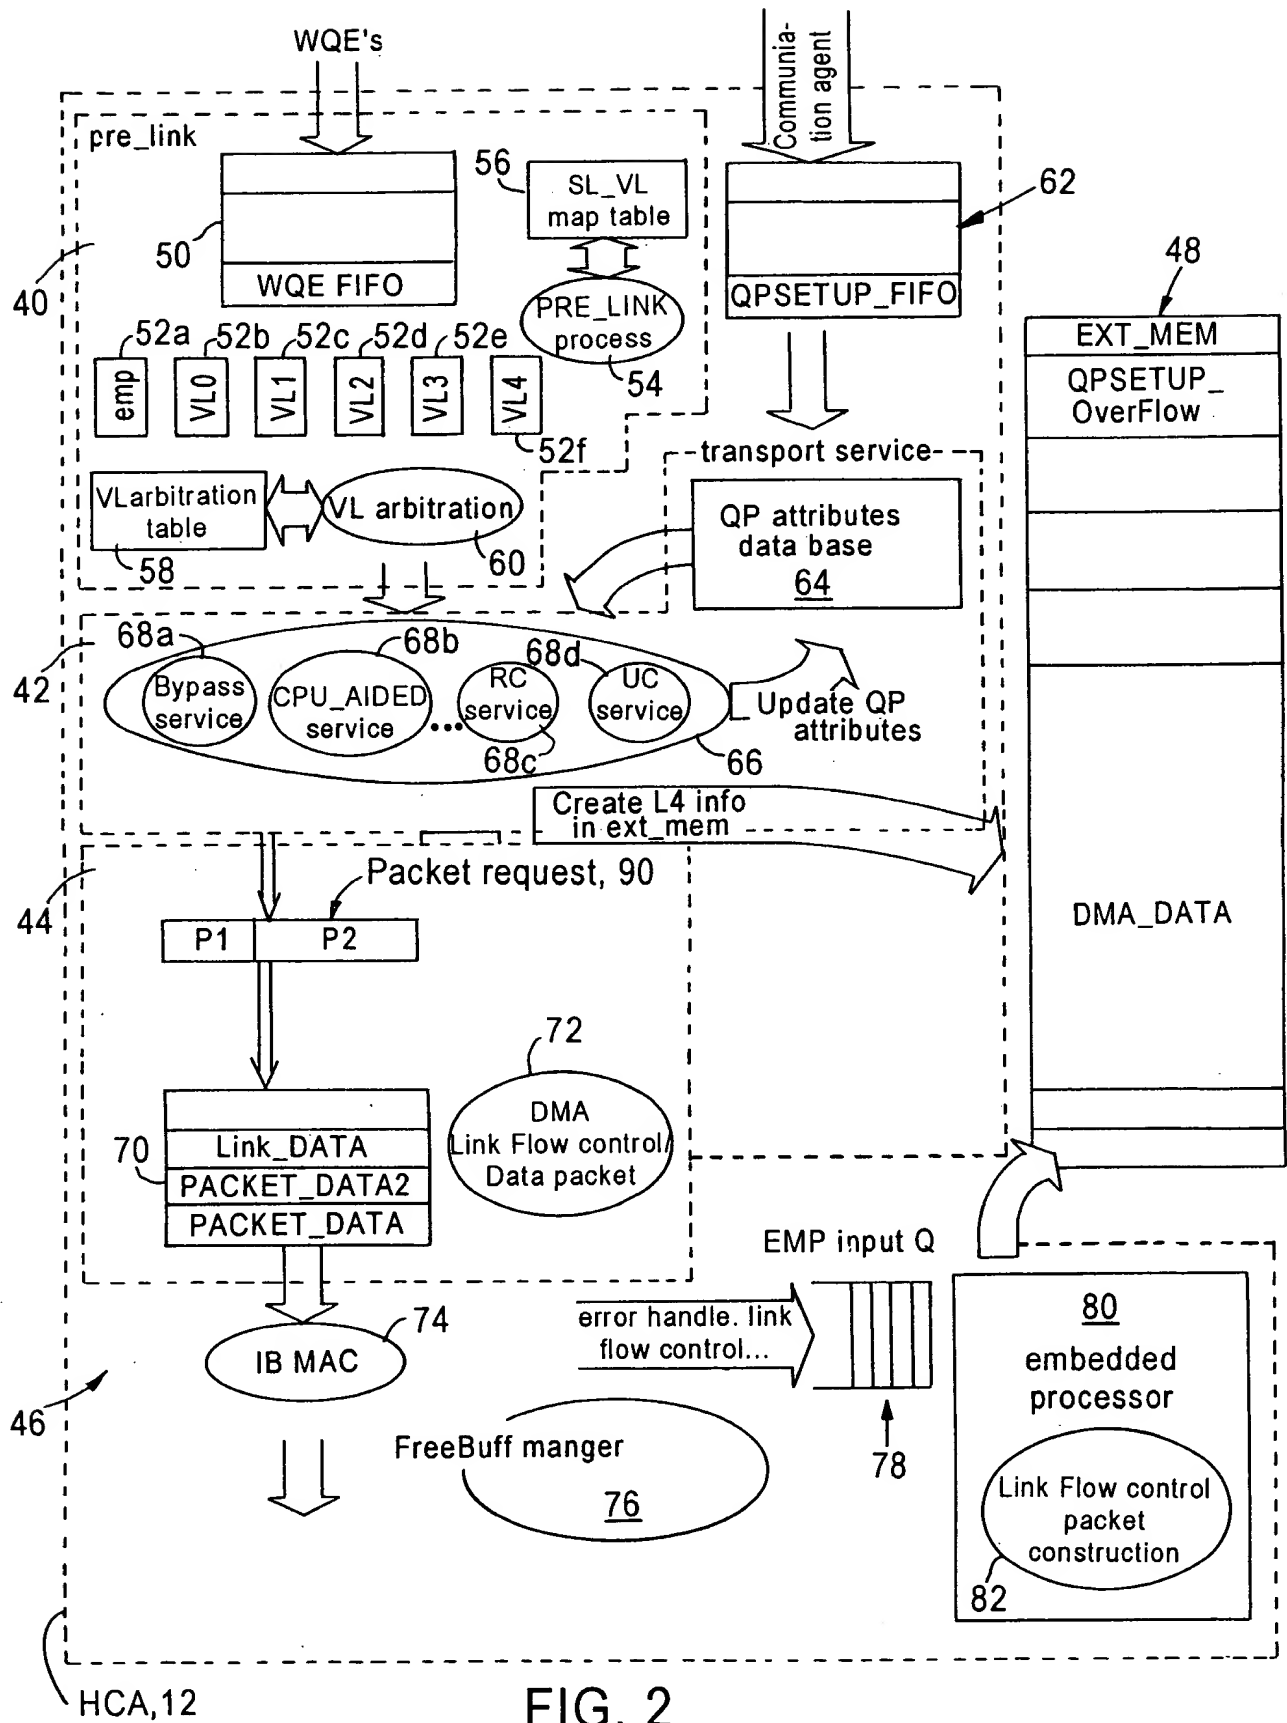 WQE's
Communia-
tion agent
pre_link
56
SL_VL
map table
62
50
40
WQE FIFO
PRE_LINK
process
QPSETUP_FIFO
48
EXT_MEM
QPSETUP_
OverFlow
52a
52b
52c
52d
52e
54
emp
VL0
VL1
VL2
VL3
VL4
52f
transport service
VLarbitration
table
VL arbitration
58
60
QP attributes
data base
64
42
68a
68b
68d
Bypass
service
CPU_AIDED
service
...
RC
service
UC
service
68c
66
Update QP
attributes
Create L4 info
in ext_mem
44
Packet request, 90
P1
P2
DMA_DATA
72
70
Link_DATA
PACKET_DATA2
PACKET_DATA
DMA
Link Flow control/
Data packet
EMP input Q
74
IB MAC
error handle. link
flow control...
80
embedded
processor
46
78
FreeBuff manger
76
Link Flow control
packet
construction
82
HCA,12
FIG. 2